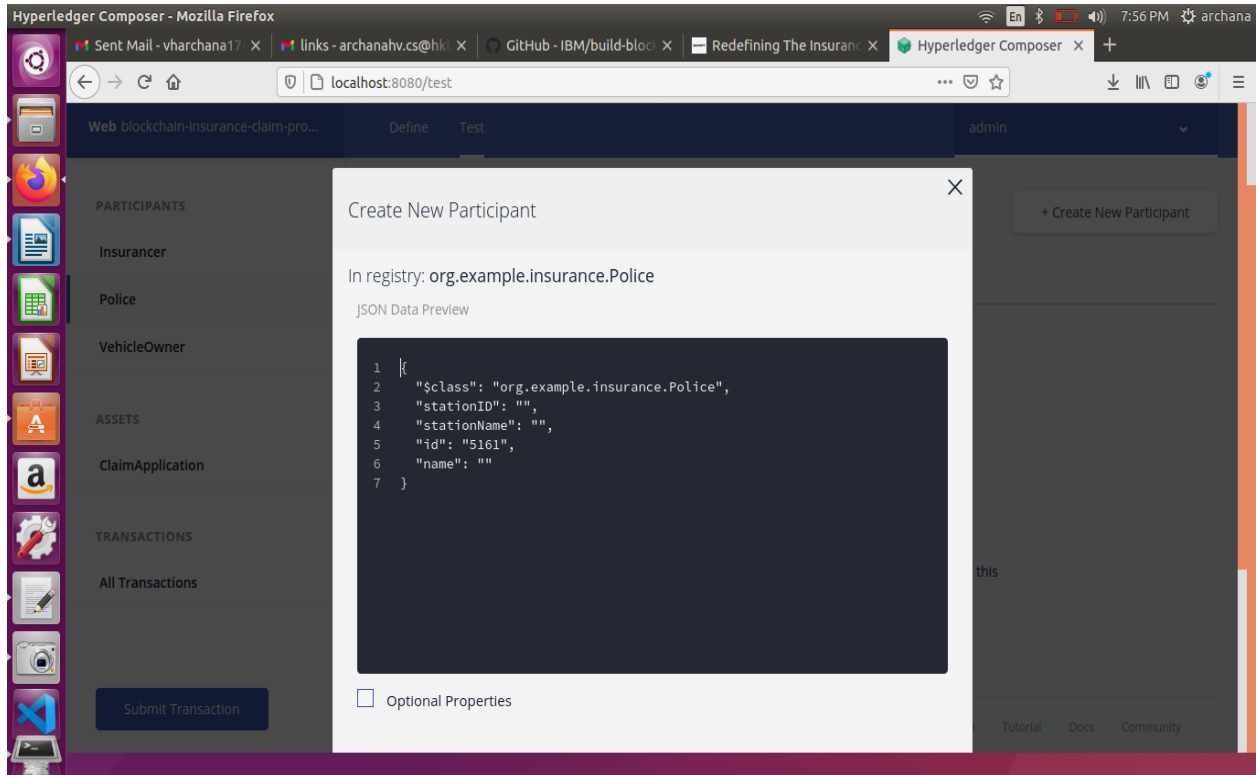 Hyperledger Composer - Mozilla Firefox
En
7:56 PM
archana
Sent Mail - vharchana17
links - archanahv.cs@hk
GitHub - IBM/build-bloc
Redefining The Insuranc
Hyperledger Composer
localhost:8080/test
Web blockchain-insurance-claim-pro...
Define
Test
admin
PARTICIPANTS
Insurancer
Police
VehicleOwner
ASSETS
ClaimApplication
TRANSACTIONS
All Transactions
Submit Transaction
+ Create New Participant
Create New Participant
In registry: org.example.insurance.Police
JSON Data Preview
1 {
2 "$class": "org.example.insurance.Police",
3 "stationID": "",
4 "stationName": "",
5 "id": "5161",
6 "name": ""
7 }
Optional Properties
this
Tutorial
Docs
Community